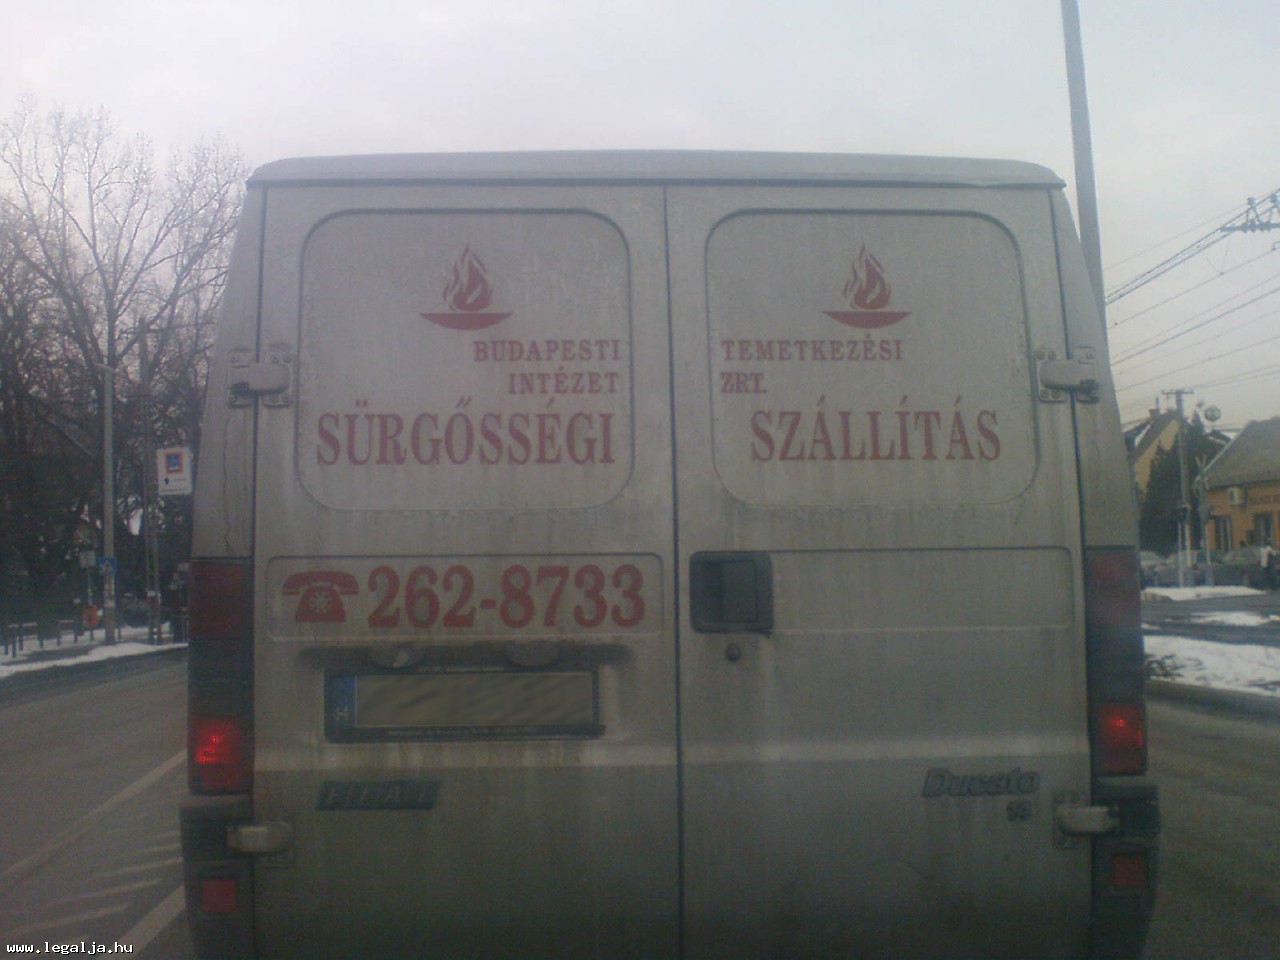 BUDAPESTI TEMETKEZÉSI
INTÉZET ZRT.
SÜRGŐSSÉGI SZÁLLÍTÁS
262-8733
H
FIAT
Ducato
www.legalja.hu